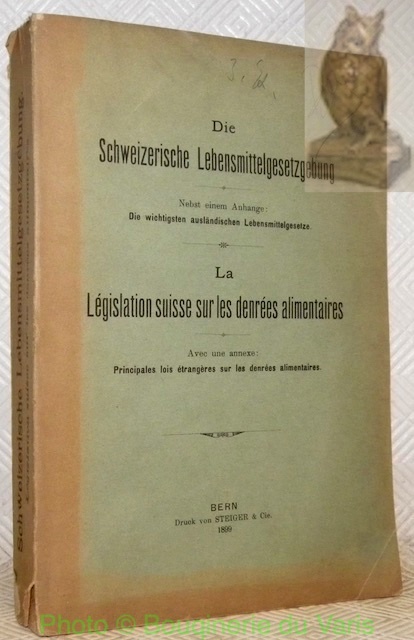 Die
Schweizerische Lebensmittelgesetzgebung
Nebst einem Anhange:
Die wichtigsten ausländischen Lebensmittelgesetze.
La
Législation suisse sur les denrées alimentaires
Avec une annexe:
Principales lois étrangères sur les denrées alimentaires.
BERN
Druck von STEIGER & Cie.
1899
Schweizerische Lebensmittelgesetzgebung.
Photo © Bouquinerie du Varis